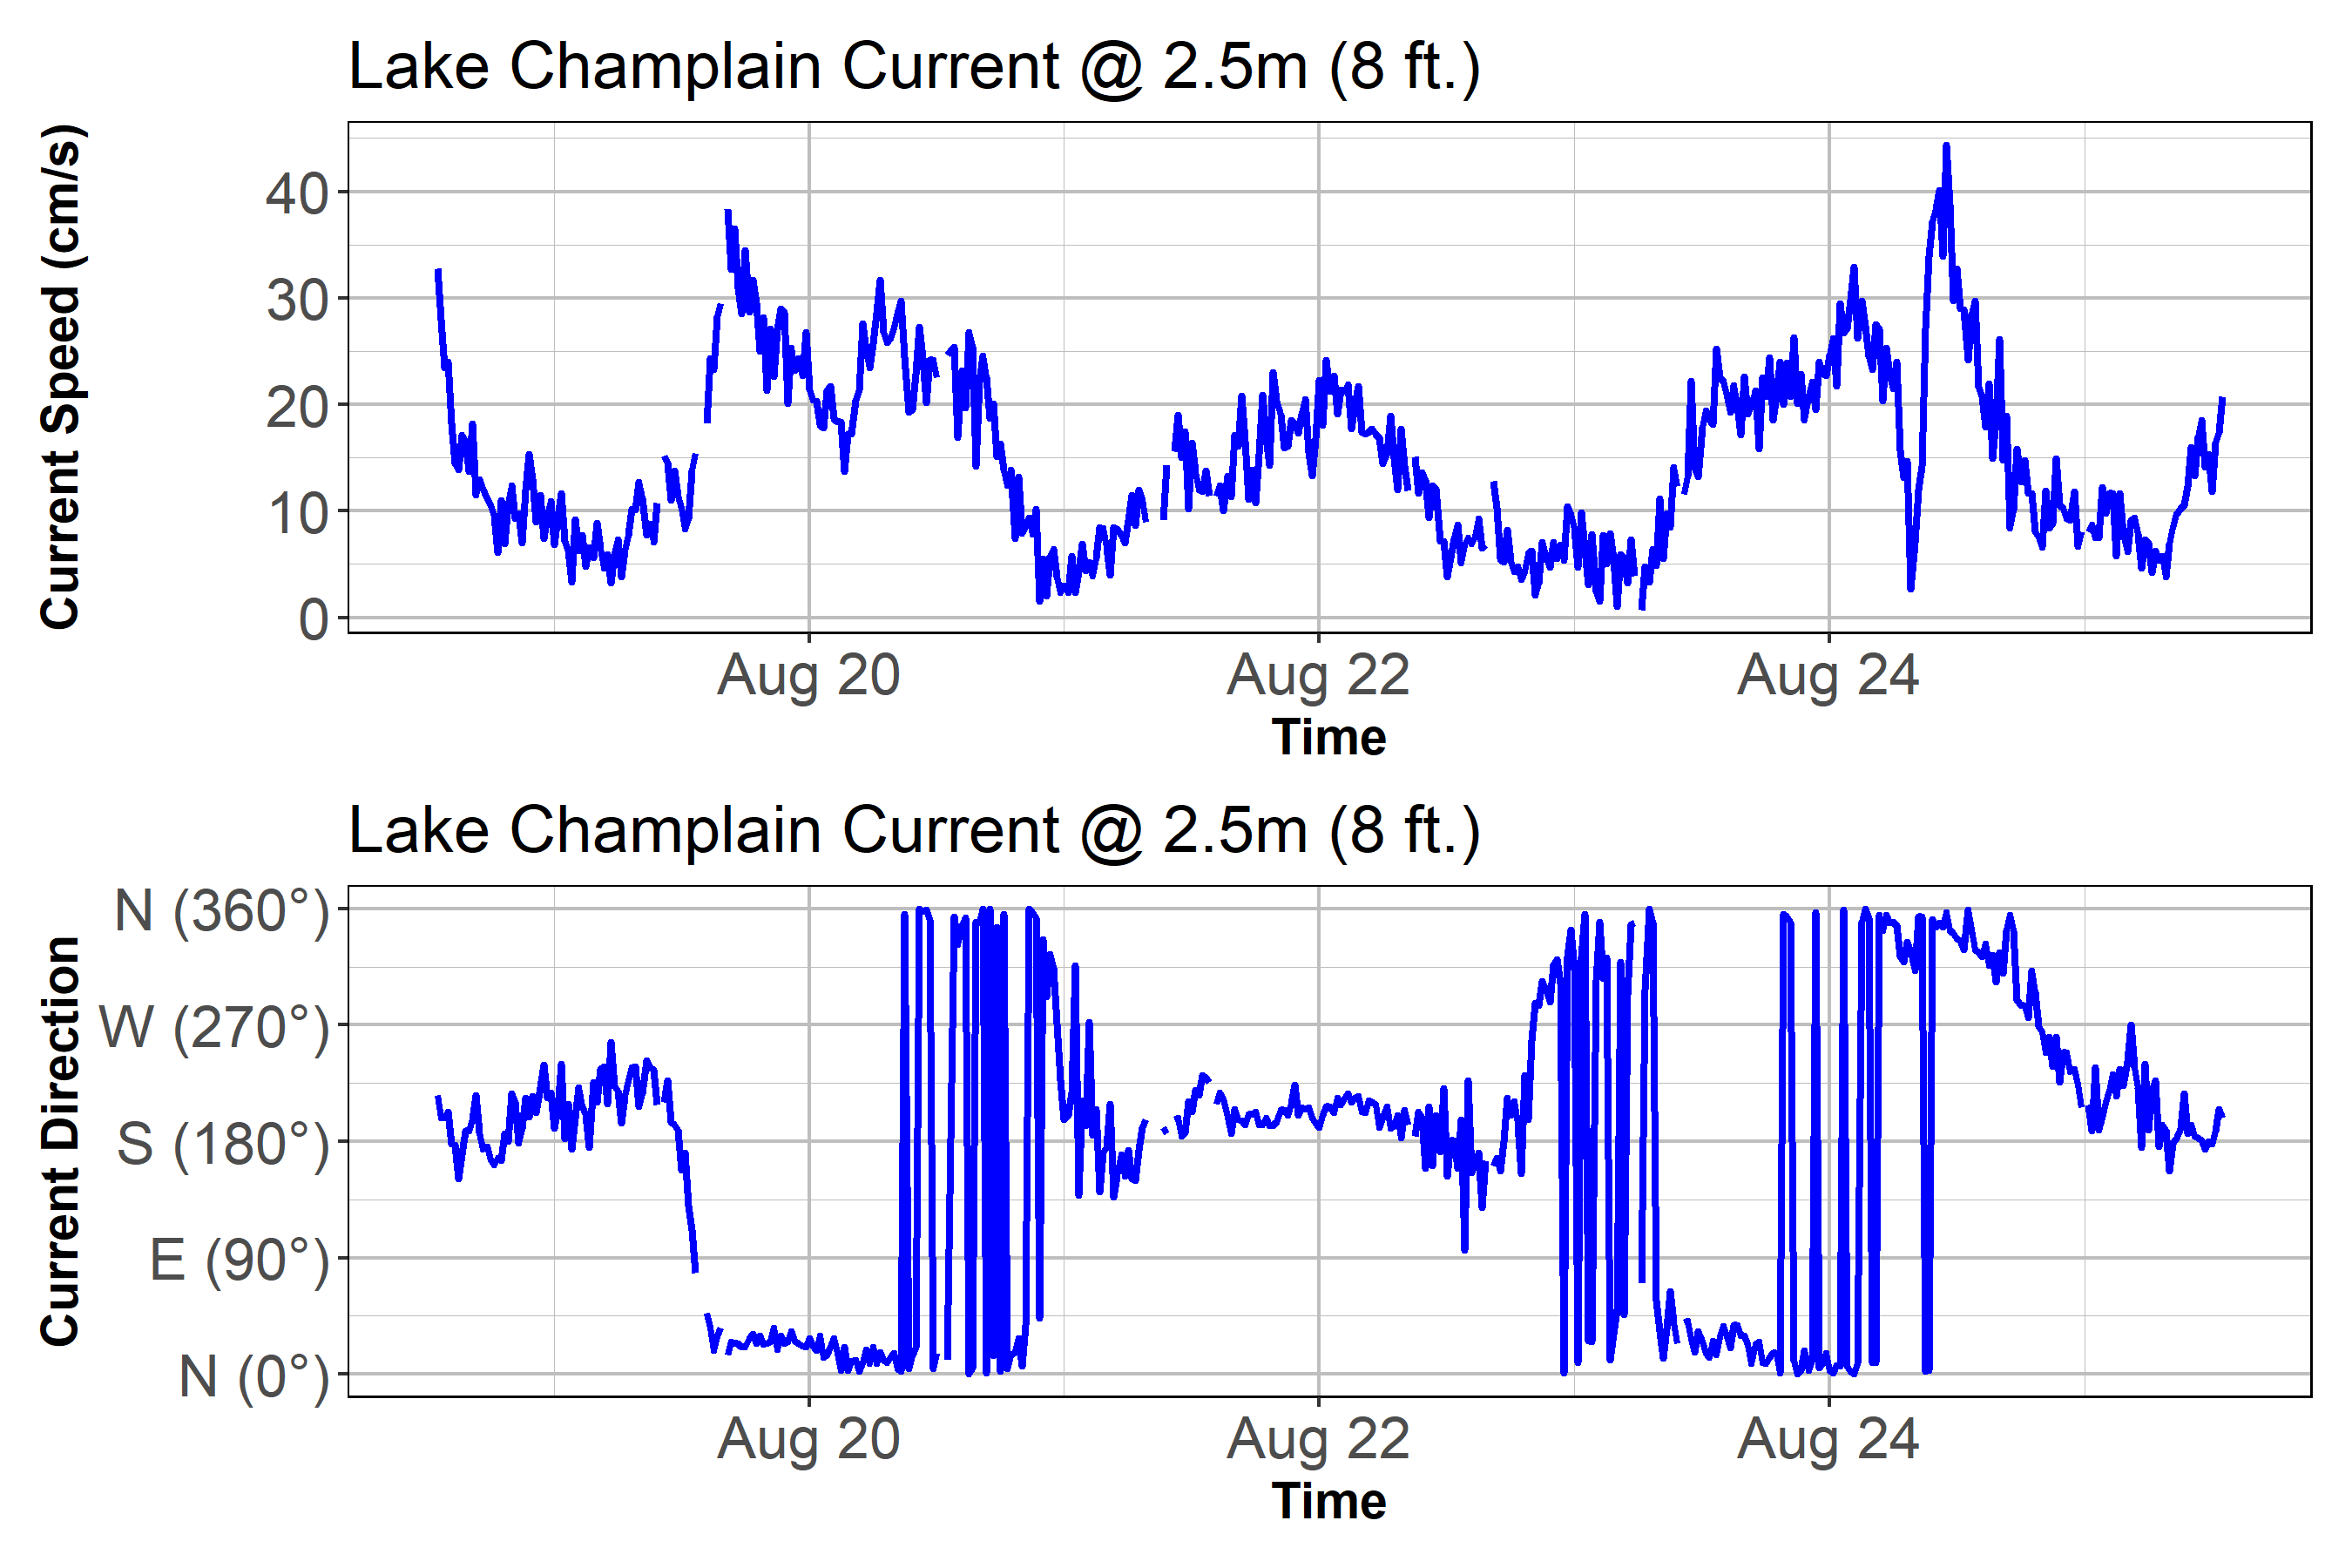 Lake Champlain Current @ 2.5m (8 ft.)
Current Speed (cm/s)
40
30
20
10
0
Aug 20 Aug 22 Aug 24
Time
Lake Champlain Current @ 2.5m (8 ft.)
Current Direction
N (360°)
W (270°)
S (180°)
E (90°)
N (0°)
Aug 20 Aug 22 Aug 24
Time